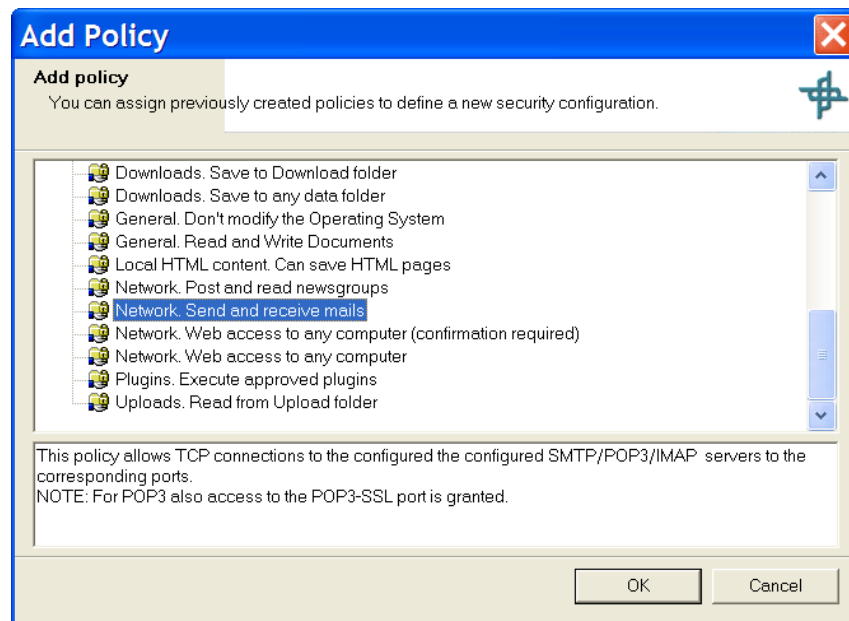 Add Policy
Add policy
You can assign previously created policies to define a new security configuration.
Downloads. Save to Download folder
Downloads. Save to any data folder
General. Don't modify the Operating System
General. Read and Write Documents
Local HTML content. Can save HTML pages
Network. Post and read newsgroups
Network. Send and receive mails
Network. Web access to any computer (confirmation required)
Network. Web access to any computer
Plugins. Execute approved plugins
Uploads. Read from Upload folder
This policy allows TCP connections to the configured the configured SMTP/POP3/IMAP servers to the
corresponding ports.
NOTE: For POP3 also access to the POP3-SSL port is granted.
OK Cancel